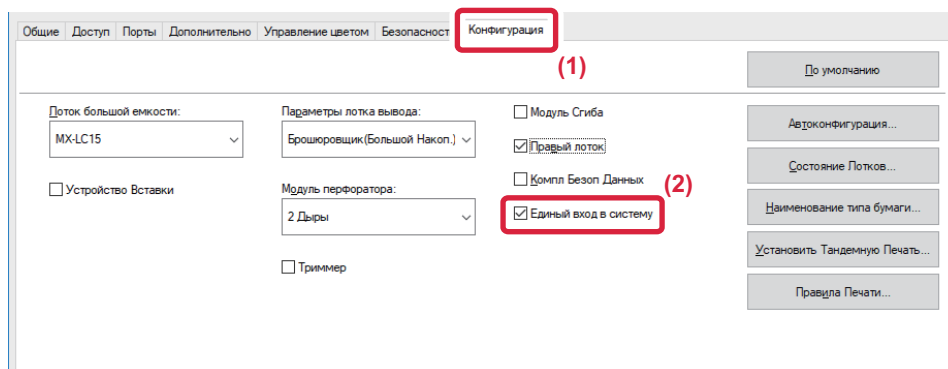 Общие Доступ Порты Дополнительно Управление цветом Безопасност Конфигурация
(1)
По умолчанию
Лоток большой емкости:
MX-LC15
Устройство Вставки
Параметры лотка вывода:
Брошюровщик(Большой Накоп.)
Модуль перфоратора:
2 Дыры
Триммер
Модуль Сгиба
Правый лоток
Компл Безоп Данных
(2)
Единый вход в систему
Автоконфигурация...
Состояние Лотков...
Наименование типа бумаги...
Установить Тандемную Печать...
Правила Печати...